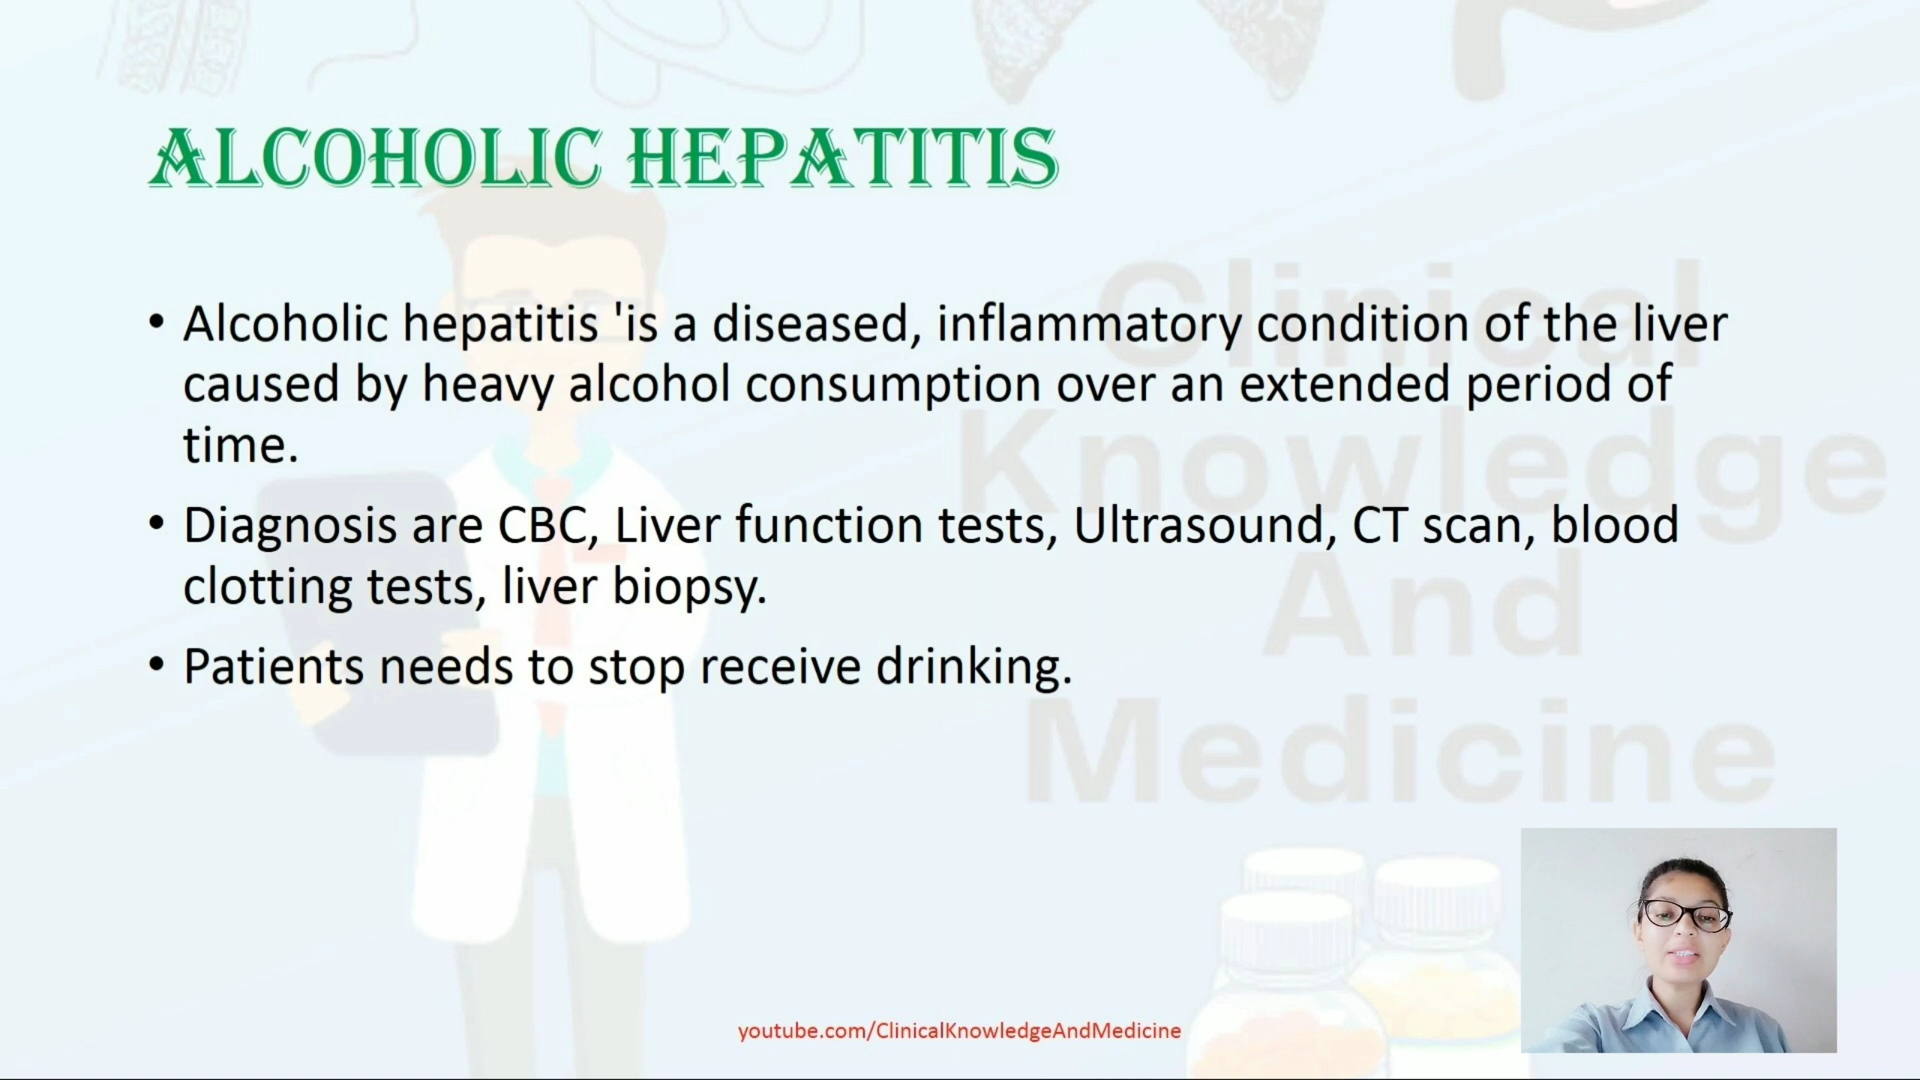 ALCOHOLIC HEPATITIS
• Alcoholic hepatitis 'is a diseased, inflammatory condition of the liver
caused by heavy alcohol consumption over an extended period of
time.
• Diagnosis are CBC, Liver function tests, Ultrasound, CT scan, blood
clotting tests, liver biopsy.
• Patients needs to stop receive drinking.
Clinical
Knowledge
And
Medicine
youtube.com/ClinicalKnowledgeAndMedicine